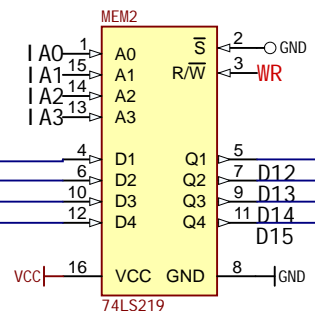 MEM2
IA0 1 A0 S 2 GND
IA1 15 A1 R/W 3 WR
IA2 14 A2
IA3 13 A3
4 D1 Q1 5
6 D2 Q2 7 D12
10 D3 Q3 9 D13
12 D4 Q4 11 D14
D15
VCC 16 VCC GND 8 GND
74LS219